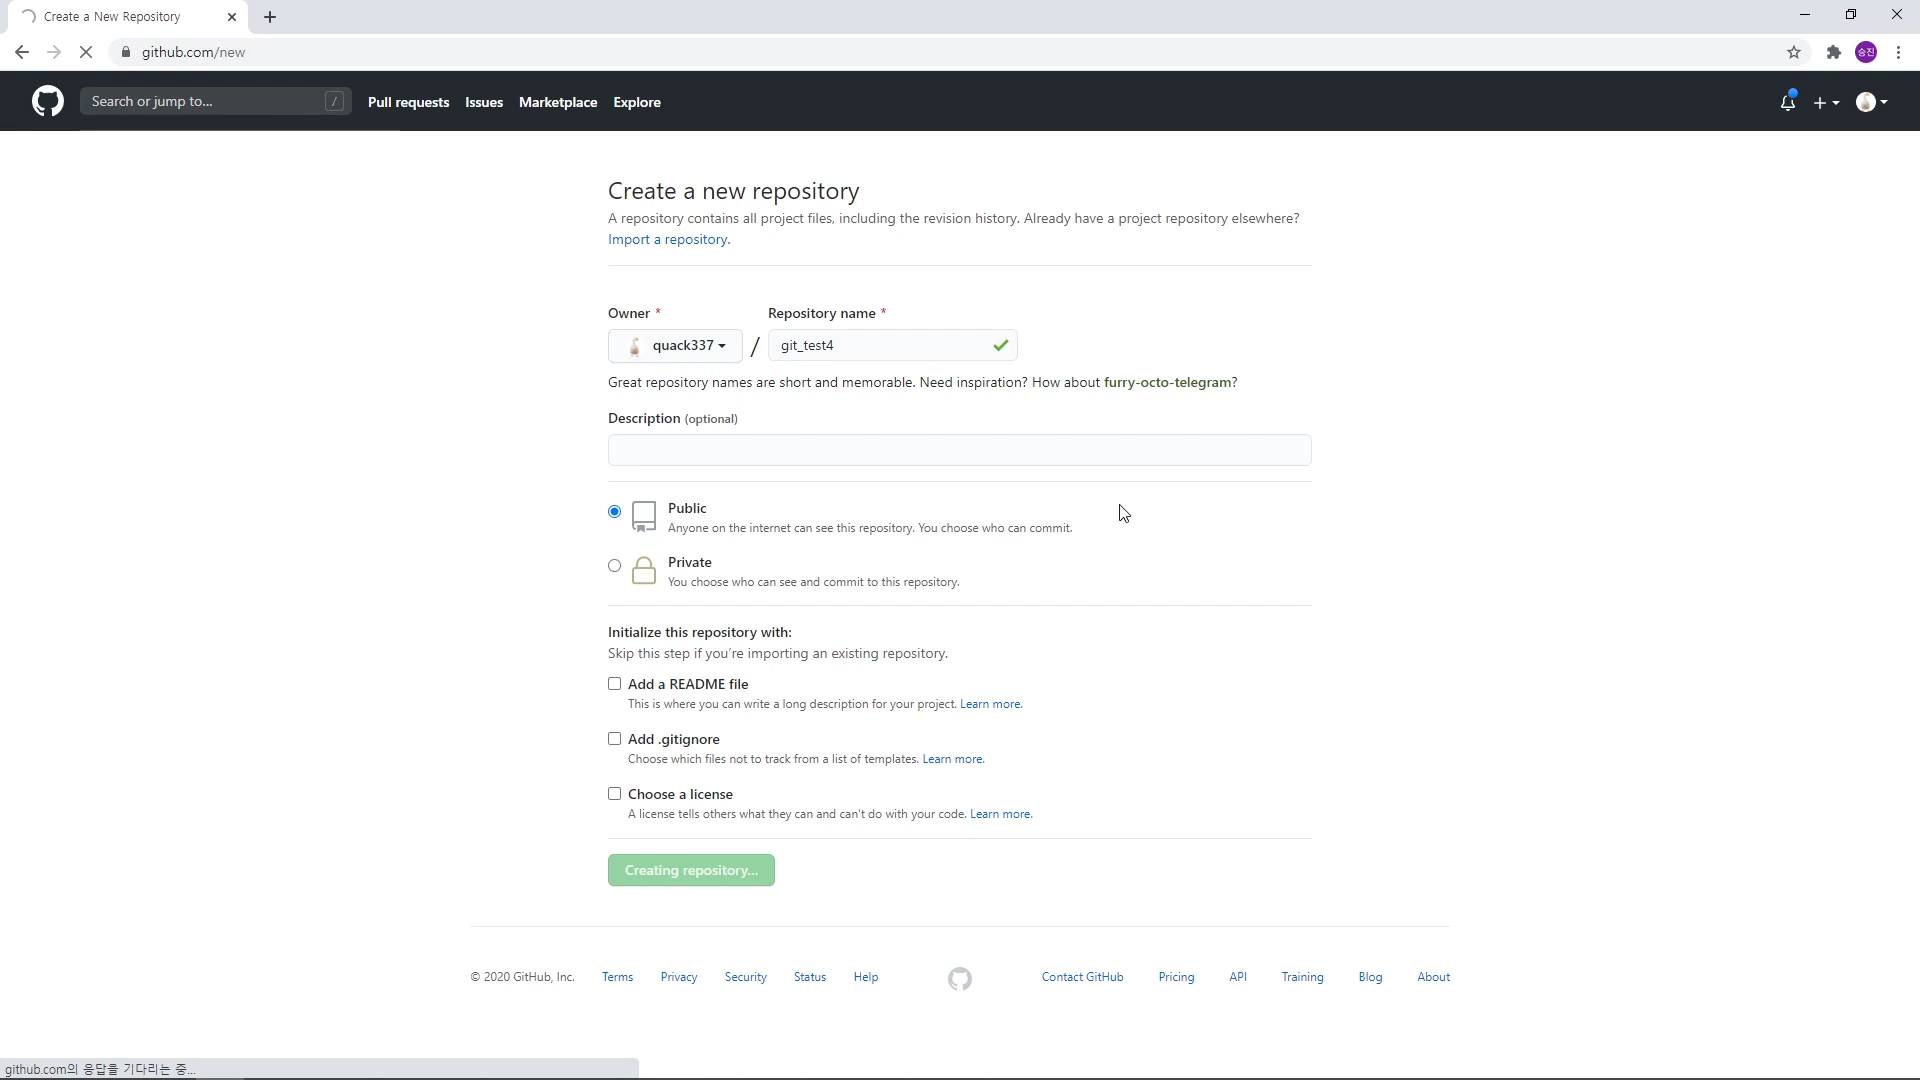 Create a New Repository
github.com/new
승진
Search or jump to... /
Pull requests Issues Marketplace Explore
Create a new repository
A repository contains all project files, including the revision history. Already have a project repository elsewhere?
Import a repository.
Owner * Repository name *
quack337 / git_test4
Great repository names are short and memorable. Need inspiration? How about furry-octo-telegram?
Description (optional)
Public
Anyone on the internet can see this repository. You choose who can commit.
Private
You choose who can see and commit to this repository.
Initialize this repository with:
Skip this step if you're importing an existing repository.
Add a README file
This is where you can write a long description for your project. Learn more.
Add .gitignore
Choose which files not to track from a list of templates. Learn more.
Choose a license
A license tells others what they can and can't do with your code. Learn more.
Creating repository...
© 2020 GitHub, Inc. Terms Privacy Security Status Help Contact GitHub Pricing API Training Blog About
github.com의 응답을 기다리는 중...